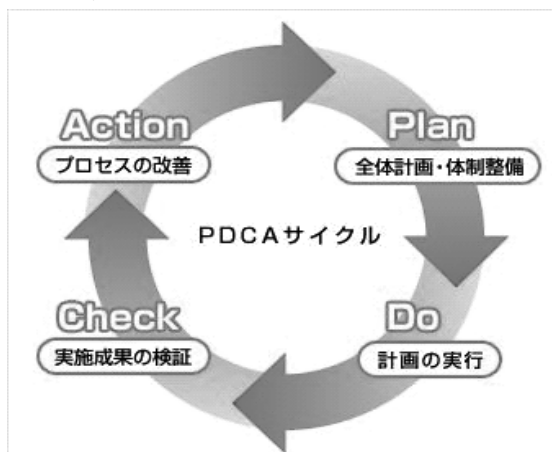 Action
プロセスの改善
Plan
全体計画・体制整備
PDCAサイクル
Check
実施成果の検証
Do
計画の実行